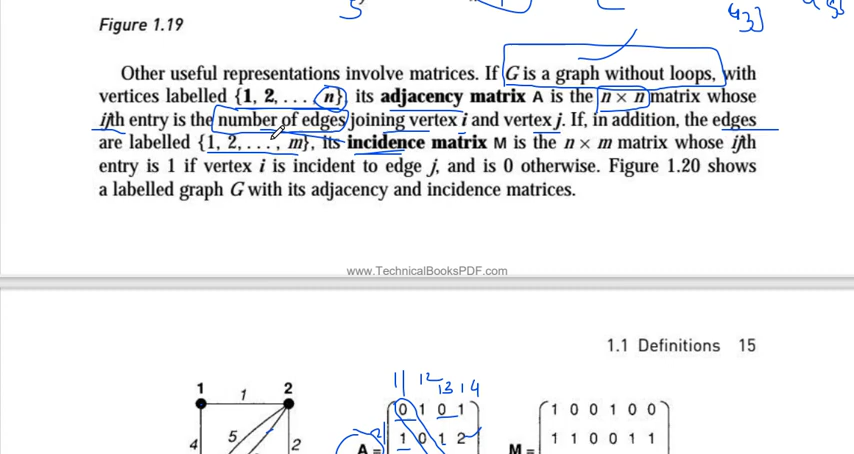 Figure 1.19
Other useful representations involve matrices. If G is a graph without loops, with
vertices labelled {1, 2, . . . n}, its adjacency matrix A is the n × n matrix whose
ijth entry is the number of edges joining vertex i and vertex j. If, in addition, the edges
are labelled {1, 2, . . . , m}, its incidence matrix M is the n × m matrix whose ijth
entry is 1 if vertex i is incident to edge j, and is 0 otherwise. Figure 1.20 shows
a labelled graph G with its adjacency and incidence matrices.
www.TechnicalBooksPDF.com
1.1 Definitions 15
11 12 13 14
1 1 2
0 1 0 1
1 0 0 1 0 0
5
1 0 1 2
1 1 0 0 1 1
4 2
A = M =